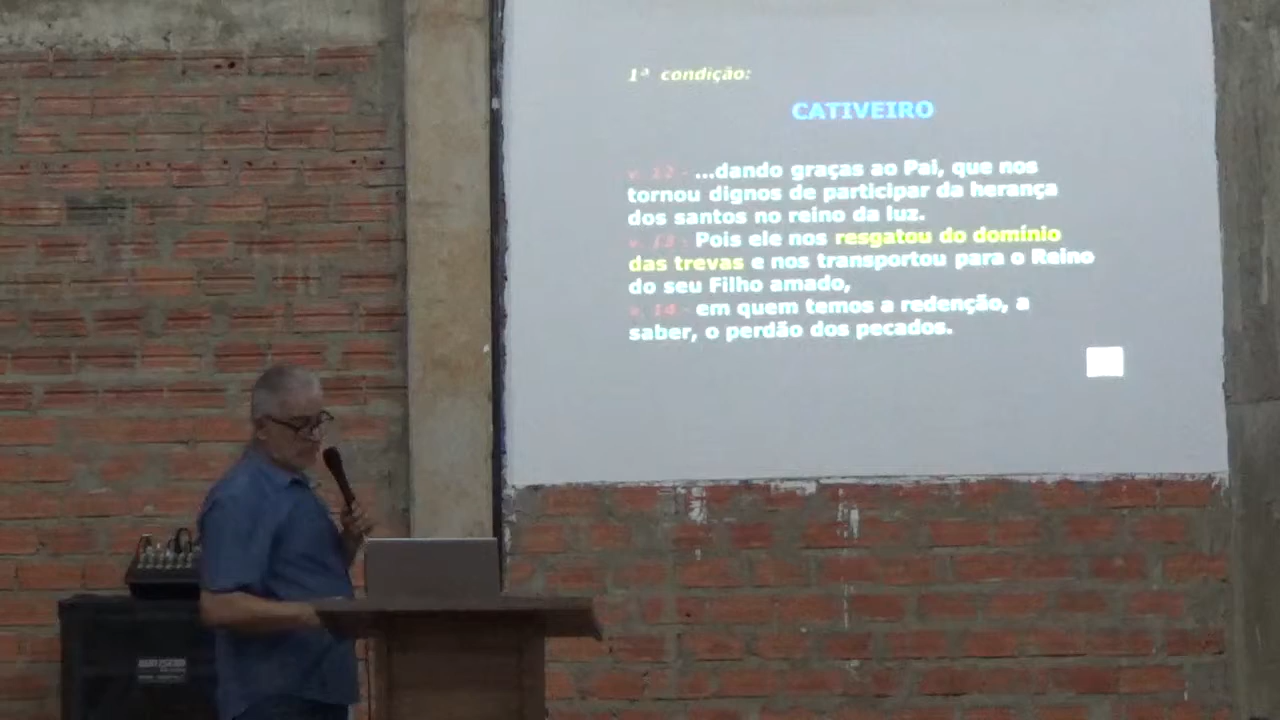 1ª condição:
CATIVEIRO
v. 12 - ...dando graças ao Pai, que nos
tornou dignos de participar da herança
dos santos no reino da luz.
v. 13 - Pois ele nos resgatou do domínio
das trevas e nos transportou para o Reino
do seu Filho amado,
v. 14 - em quem temos a redenção, a
saber, o perdão dos pecados.